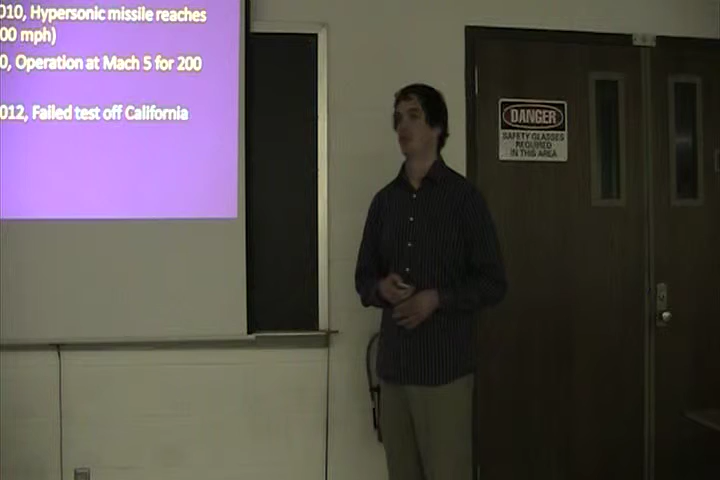 010, Hypersonic missile reaches
00 mph)
0, Operation at Mach 5 for 200
012, Failed test off California
DANGER
SAFETY GLASSES
REQUIRED
IN THIS AREA